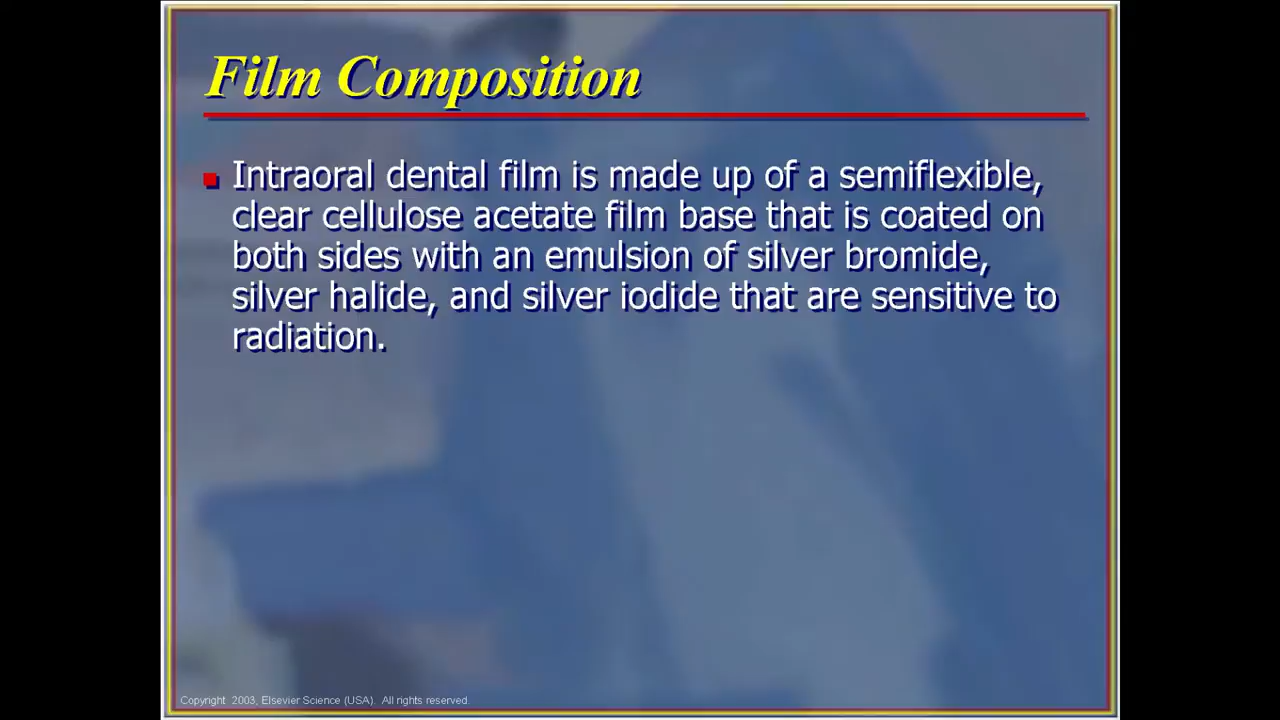 Film Composition
Intraoral dental film is made up of a semiflexible,
clear cellulose acetate film base that is coated on
both sides with an emulsion of silver bromide,
silver halide, and silver iodide that are sensitive to
radiation.
Copyright 2003, Elsevier Science (USA). All rights reserved.